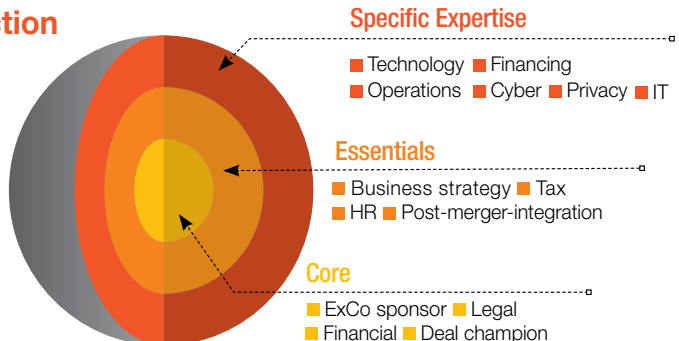 Specific Expertise
Technology Financing
Operations Cyber Privacy IT
Essentials
Business strategy Tax
HR Post-merger-integration
Core
ExCo sponsor Legal
Financial Deal champion